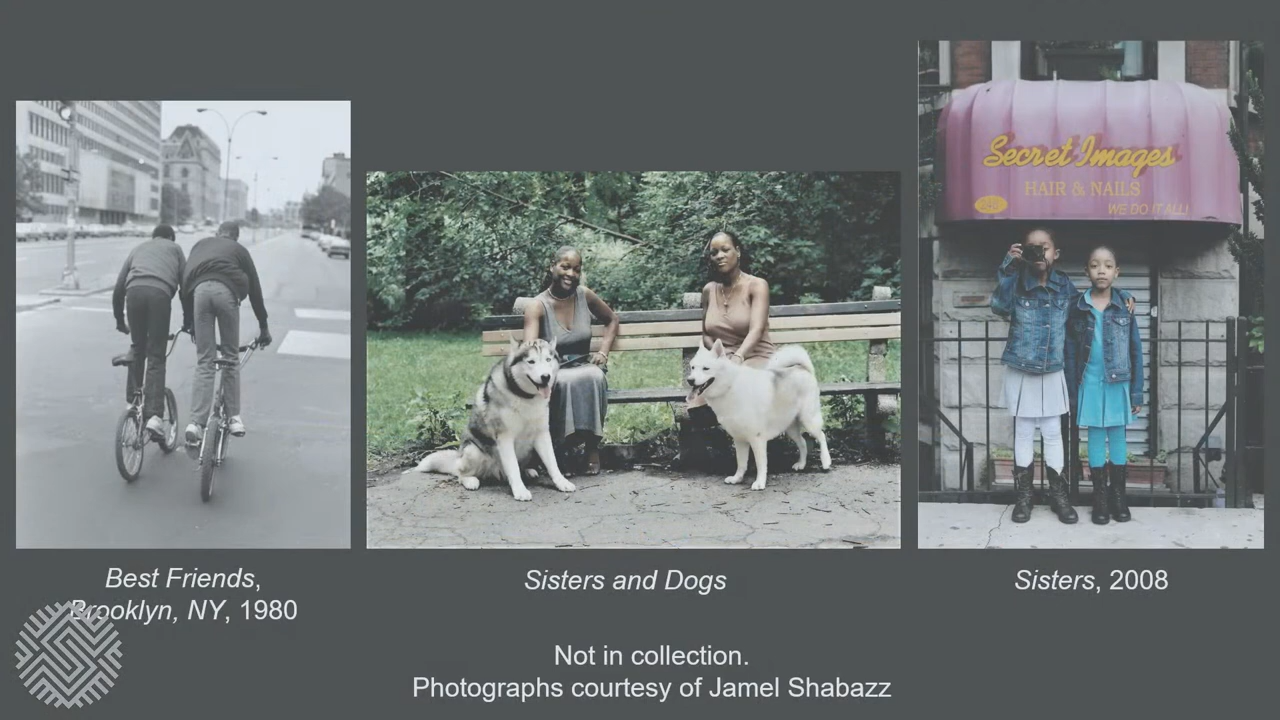 Secret Images
HAIR & NAILS
WE DO IT ALL!
Best Friends,
Brooklyn, NY, 1980
Sisters and Dogs
Sisters, 2008
Not in collection.
Photographs courtesy of Jamel Shabazz